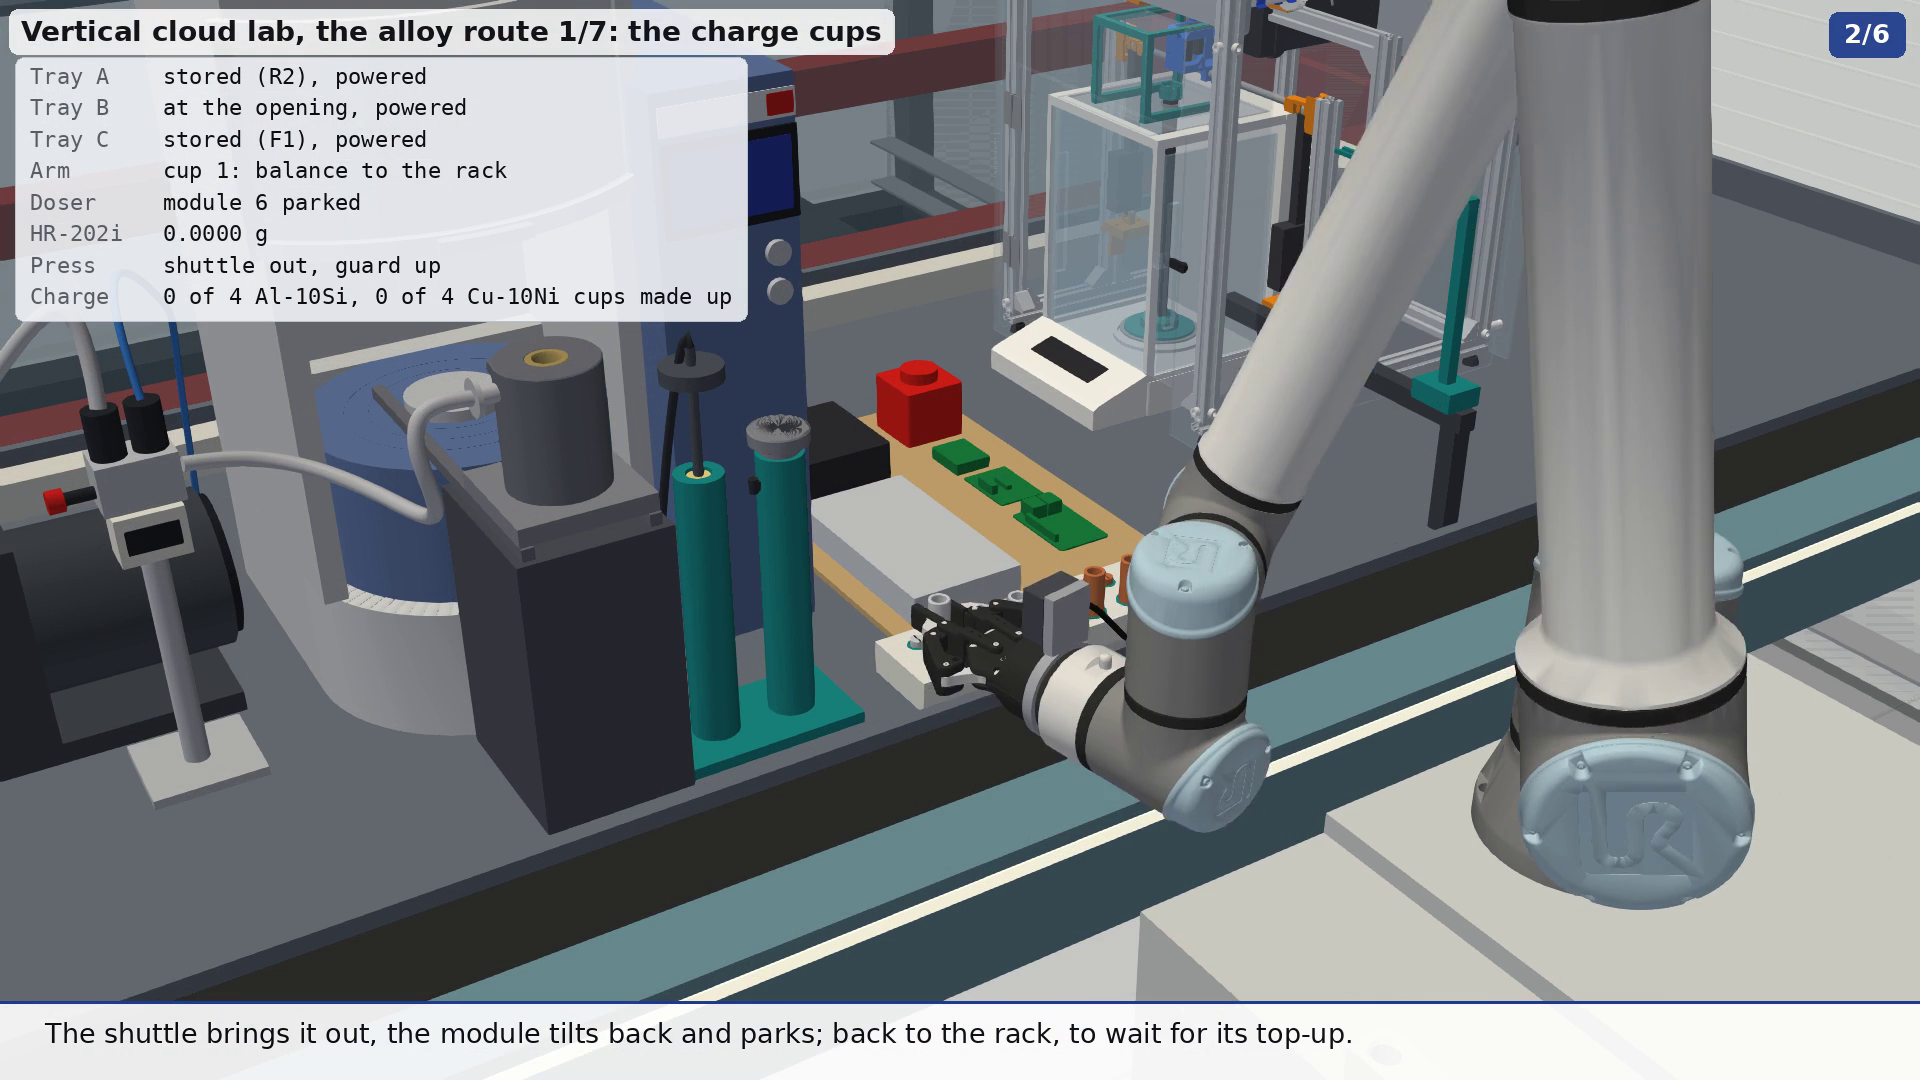 Vertical cloud lab, the alloy route 1/7: the charge cups
2/6
Tray A stored (R2), powered
Tray B at the opening, powered
Tray C stored (F1), powered
Arm cup 1: balance to the rack
Doser module 6 parked
HR-202i 0.0000 g
Press shuttle out, guard up
Charge 0 of 4 Al-10Si, 0 of 4 Cu-10Ni cups made up
UR
The shuttle brings it out, the module tilts back and parks; back to the rack, to wait for its top-up.